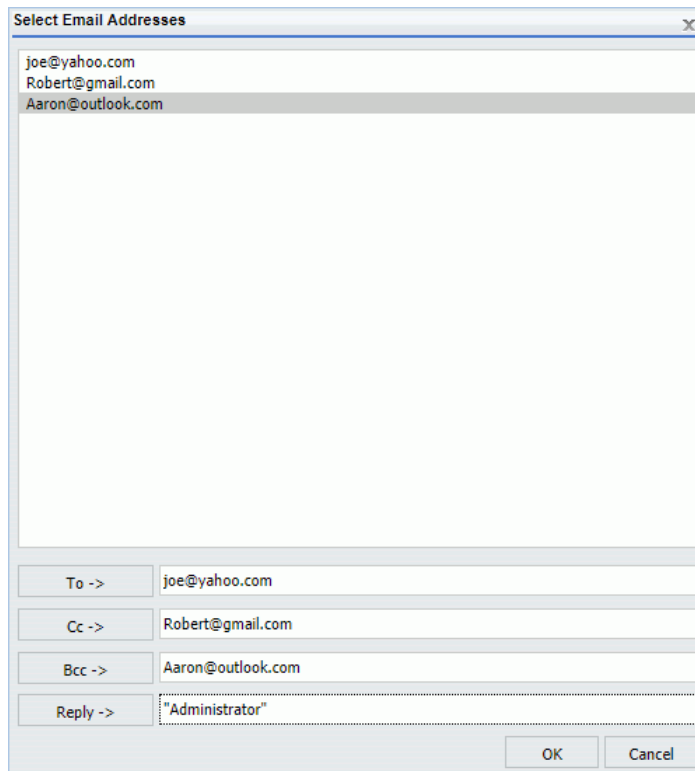 Select Email Addresses
x
joe@yahoo.com
Robert@gmail.com
Aaron@outlook.com
To -> joe@yahoo.com
Cc -> Robert@gmail.com
Bcc -> Aaron@outlook.com
Reply -> "Administrator"
OK Cancel